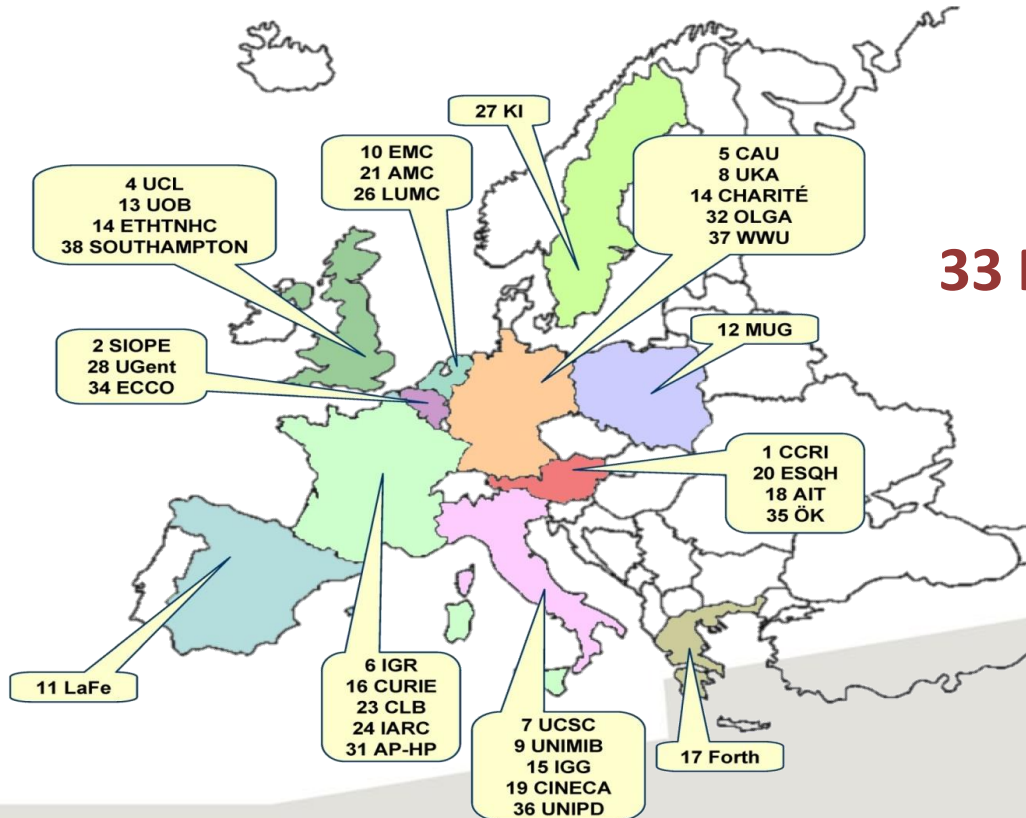 27 KI
10 EMC
21 AMC
26 LUMC
5 CAU
8 UKA
14 CHARITÉ
32 OLGA
37 WWU
4 UCL
13 UOB
14 ETHTNHC
38 SOUTHAMPTON
33
12 MUG
2 SIOPE
28 UGent
34 ECCO
1 CCRI
20 ESQH
18 AIT
35 ÖK
11 LaFe
6 IGR
16 CURIE
23 CLB
24 IARC
31 AP-HP
7 UCSC
9 UNIMIB
15 IGG
19 CINECA
36 UNIPD
17 Forth